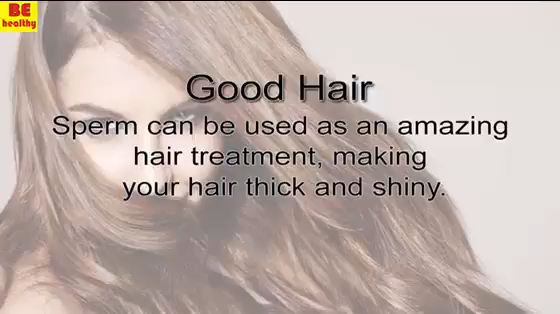 BE
healthy
Good Hair
Sperm can be used as an amazing
hair treatment, making
your hair thick and shiny.